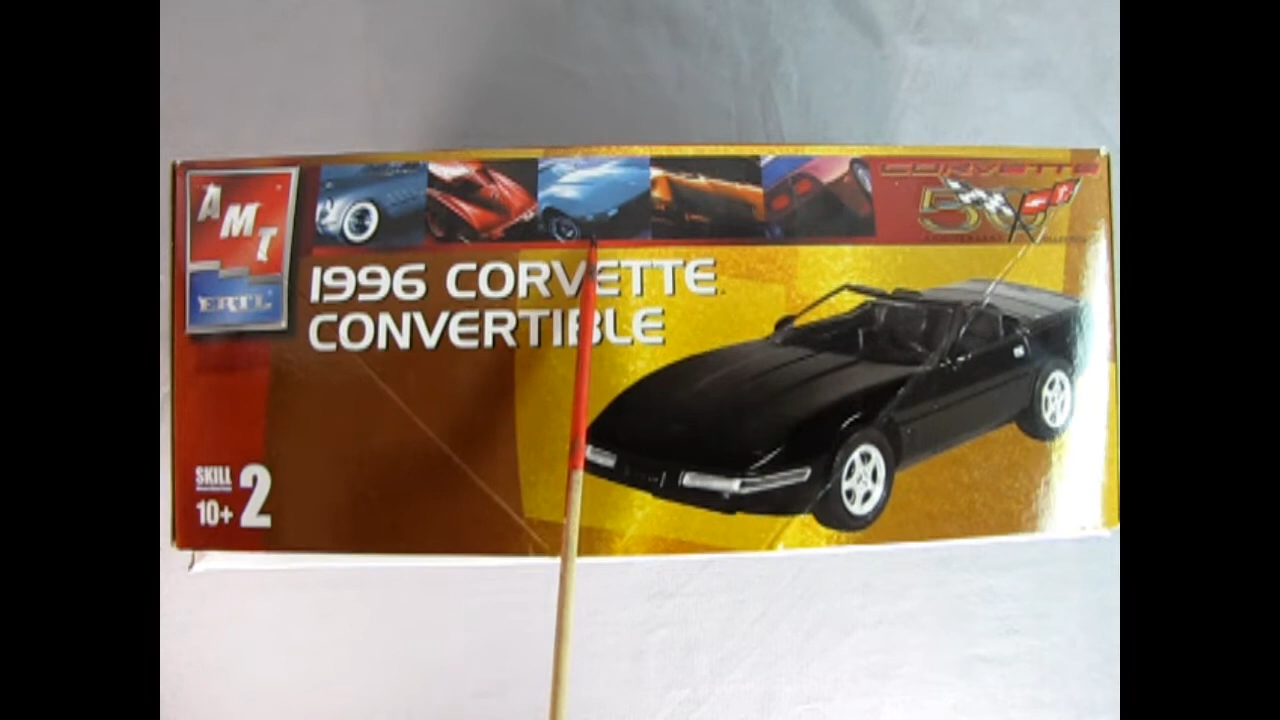 AMT
ERTL
CORVETTE
50
1996 CORVETTE
CONVERTIBLE
SKILL
2
10+